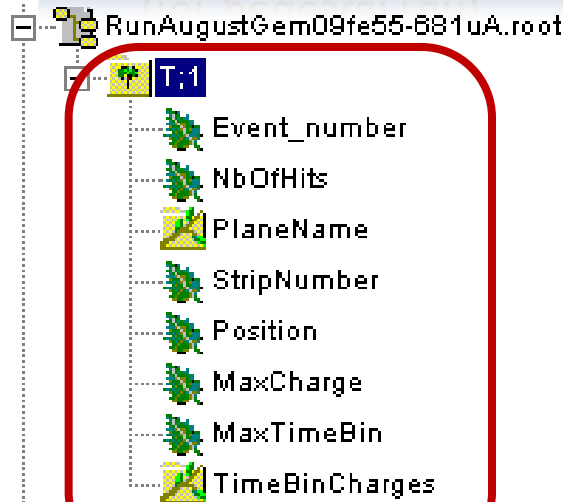 RunAugustGem09fe55-681uA.root
T;1
Event_number
NbOfHits
PlaneName
StripNumber
Position
MaxCharge
MaxTimeBin
TimeBinCharges